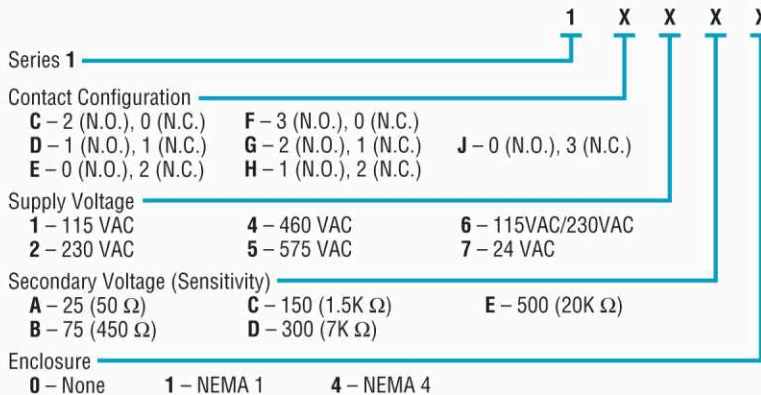 1 X X X X
Series 1
Contact Configuration
C – 2 (N.O.), 0 (N.C.) F – 3 (N.O.), 0 (N.C.)
D – 1 (N.O.), 1 (N.C.) G – 2 (N.O.), 1 (N.C.) J – 0 (N.O.), 3 (N.C.)
E – 0 (N.O.), 2 (N.C.) H – 1 (N.O.), 2 (N.C.)
Supply Voltage
1 – 115 VAC 4 – 460 VAC 6 – 115VAC/230VAC
2 – 230 VAC 5 – 575 VAC 7 – 24 VAC
Secondary Voltage (Sensitivity)
A – 25 (50 Ω) C – 150 (1.5K Ω) E – 500 (20K Ω)
B – 75 (450 Ω) D – 300 (7K Ω)
Enclosure
0 – None 1 – NEMA 1 4 – NEMA 4